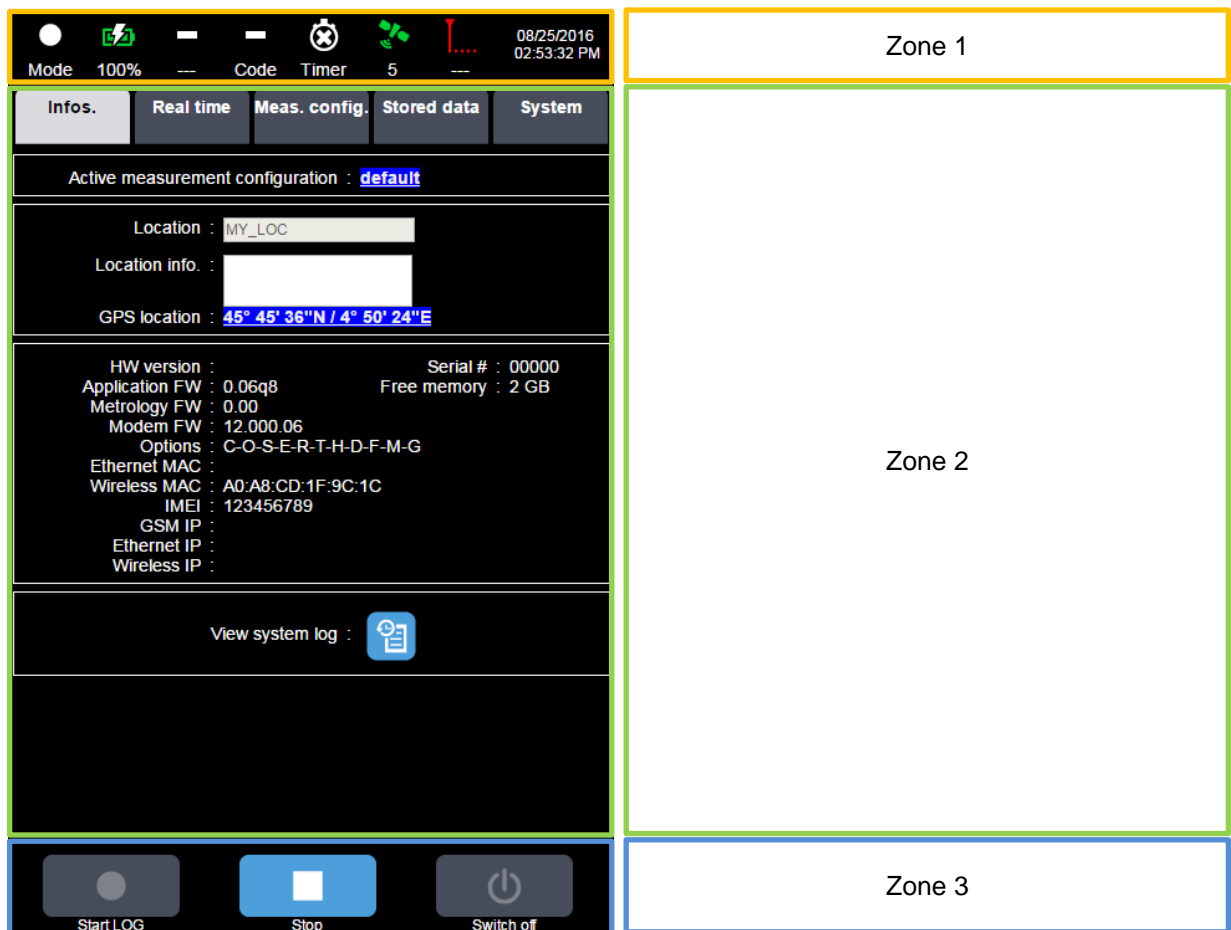 08/25/2016
02:53:32 PM
Mode 100% --- Code Timer 5 ---
Zone 1
Infos. Real time Meas. config. Stored data System
Active measurement configuration : default
Location : MY_LOC
Location info. :
GPS location : 45° 45' 36"N / 4° 50' 24"E
HW version : Serial # : 00000
Application FW : 0.06q8 Free memory : 2 GB
Metrology FW : 0.00
Modem FW : 12.000.06
Options : C-O-S-E-R-T-H-D-F-M-G
Ethernet MAC :
Wireless MAC : A0:A8:CD:1F:9C:1C
IMEI : 123456789
GSM IP :
Ethernet IP :
Wireless IP :
Zone 2
View system log :
Start LOG Stop Switch off
Zone 3